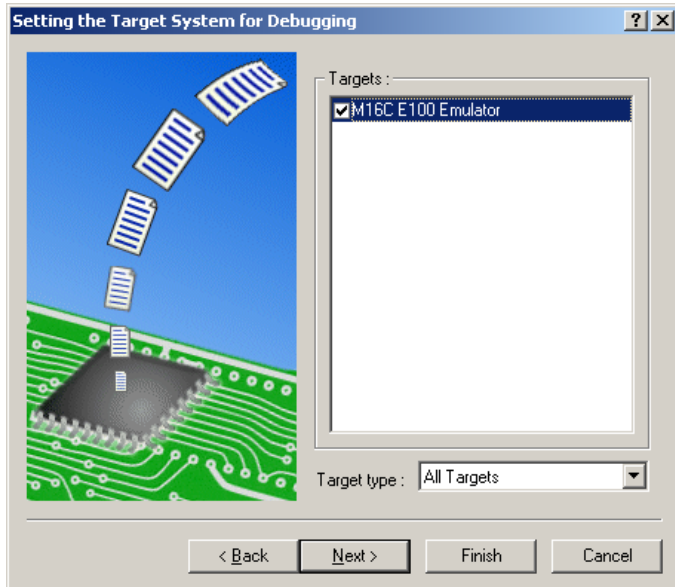 Setting the Target System for Debugging
Targets :
M16C E100 Emulator
Target type : All Targets
< Back Next > Finish Cancel